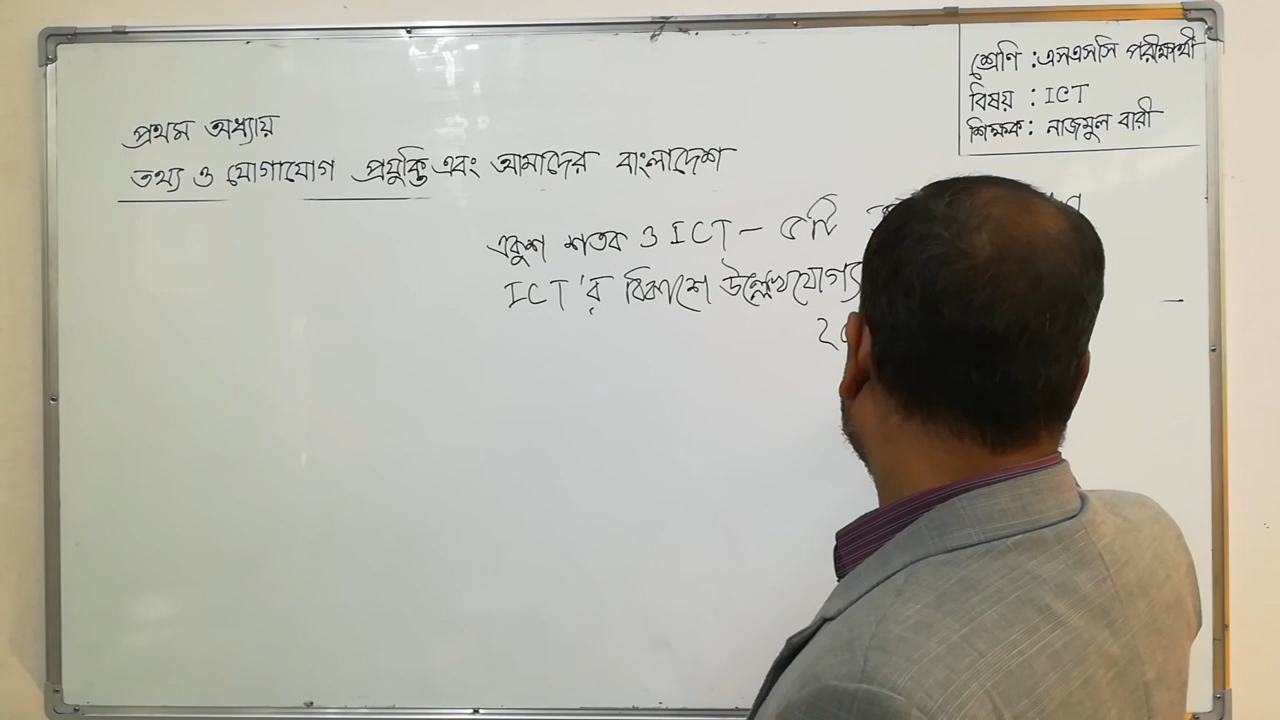 শ্রেণি : এসএসসি পরীক্ষার্থী
বিষয় : ICT
শিক্ষক : নাজমুল বারী
প্রথম অধ্যায়
তথ্য ও যোগাযোগ প্রযুক্তি এবং আমাদের বাংলাদেশ
একুশ শতক ও ICT - ৫টি
ICT'র বিকাশে উল্লেখযোগ্য